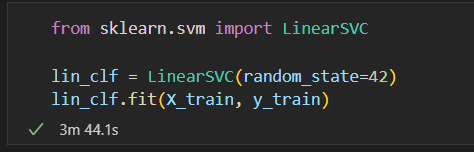 from sklearn.svm import LinearSVC
lin_clf = LinearSVC(random_state=42)
lin_clf.fit(X_train, y_train)
3m 44.1s